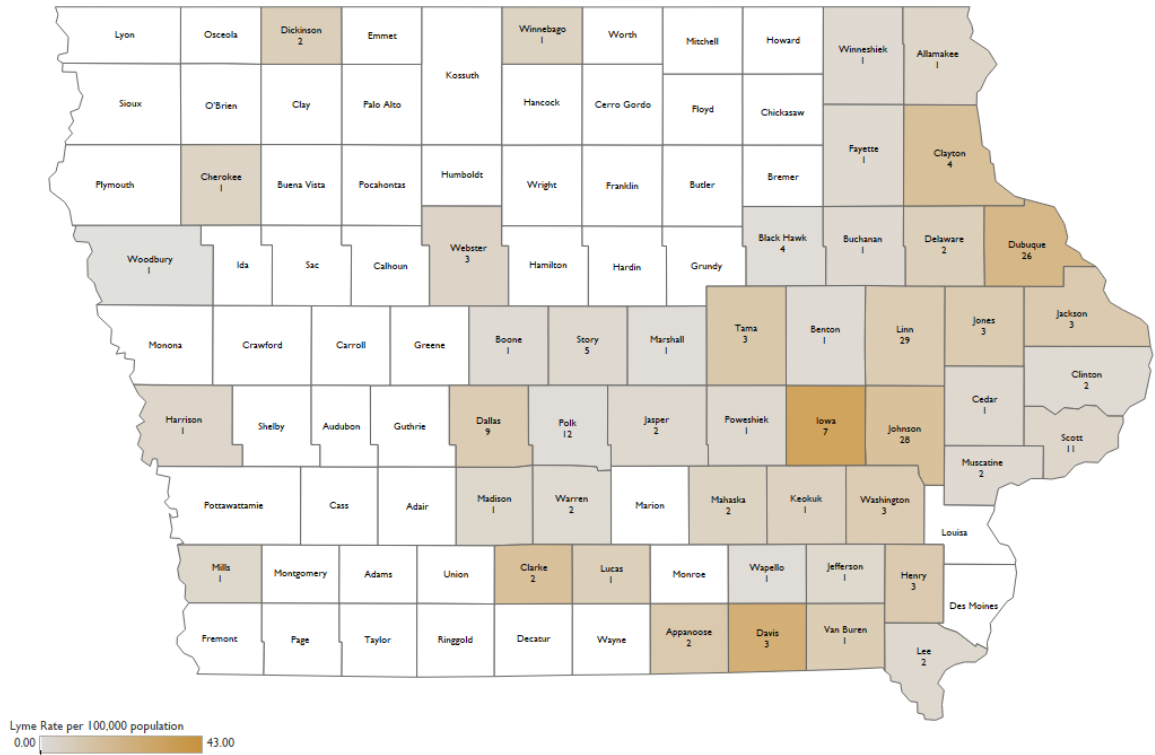 Lyon
Osceola
Dickinson
2
Emmet
Kossuth
Winnebago
1
Worth
Mitchell
Howard
Winneshiek
1
Allamakee
1
Sioux
O'Brien
Clay
Palo Alto
Hancock
Cerro Gordo
Floyd
Chickasaw
Fayette
1
Clayton
4
Plymouth
Cherokee
1
Buena Vista
Pocahontas
Humboldt
Wright
Franklin
Butler
Bremer
Woodbury
1
Ida
Sac
Calhoun
Webster
3
Hamilton
Hardin
Grundy
Black Hawk
4
Buchanan
1
Delaware
2
Dubuque
26
Monona
Crawford
Carroll
Greene
Boone
1
Story
5
Marshall
1
Tama
3
Benton
1
Linn
29
Jones
3
Jackson
3
Clinton
2
Harrison
1
Shelby
Audubon
Guthrie
Dallas
9
Polk
12
Jasper
2
Poweshiek
1
Iowa
7
Johnson
28
Cedar
1
Scott
11
Muscatine
2
Pottawattamie
Cass
Adair
Madison
1
Warren
2
Marion
Mahaska
2
Keokuk
1
Washington
3
Louisa
Mills
1
Montgomery
Adams
Union
Clarke
2
Lucas
1
Monroe
Wapello
1
Jefferson
1
Henry
3
Des Moines
Fremont
Page
Taylor
Ringgold
Decatur
Wayne
Appanoose
2
Davis
3
Van Buren
1
Lee
2
Lyme Rate per 100,000 population
0.00 43.00